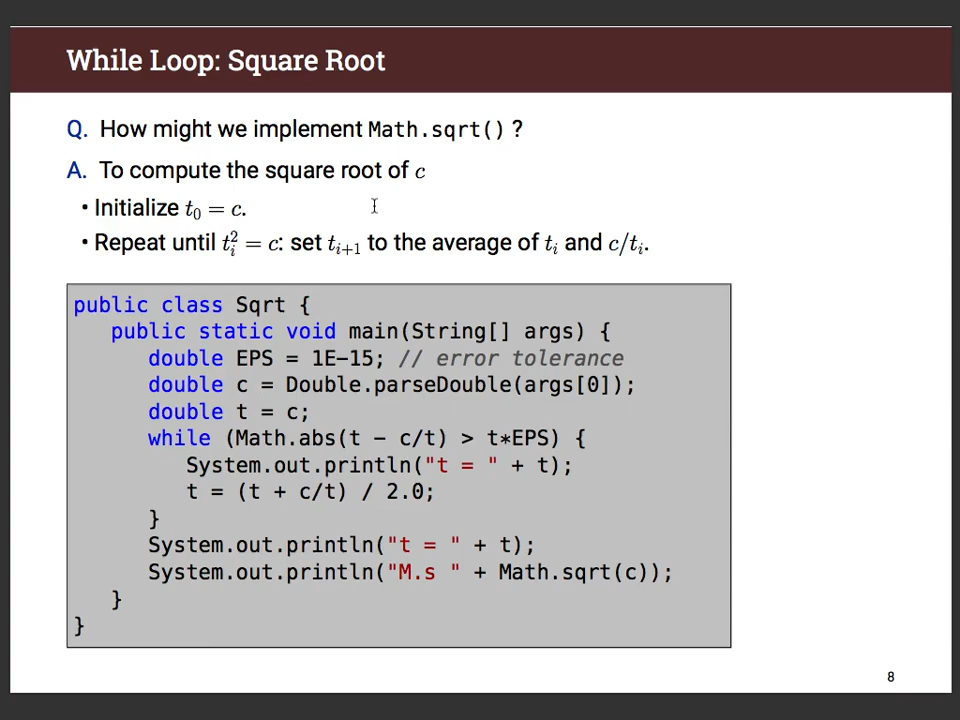 While Loop: Square Root
Q. How might we implement Math.sqrt() ?
A. To compute the square root of c
• Initialize t₀ = c.
• Repeat until tᵢ² = c: set tᵢ₊₁ to the average of tᵢ and c/tᵢ.
public class Sqrt {
public static void main(String[] args) {
double EPS = 1E-15; // error tolerance
double c = Double.parseDouble(args[0]);
double t = c;
while (Math.abs(t - c/t) > t*EPS) {
System.out.println("t = " + t);
t = (t + c/t) / 2.0;
}
System.out.println("t = " + t);
System.out.println("M.s " + Math.sqrt(c));
}
}
8